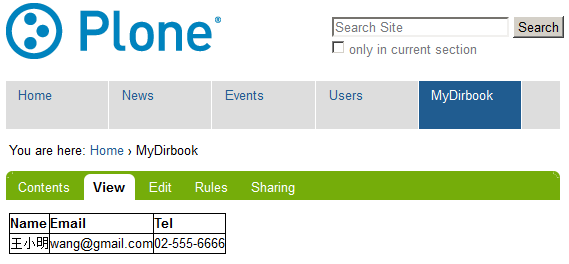 Plone®
Search Site Search
only in current section
Home News Events Users MyDirbook
You are here: Home › MyDirbook
Contents View Edit Rules Sharing
Name Email Tel
王小明 wang@gmail.com 02-555-6666